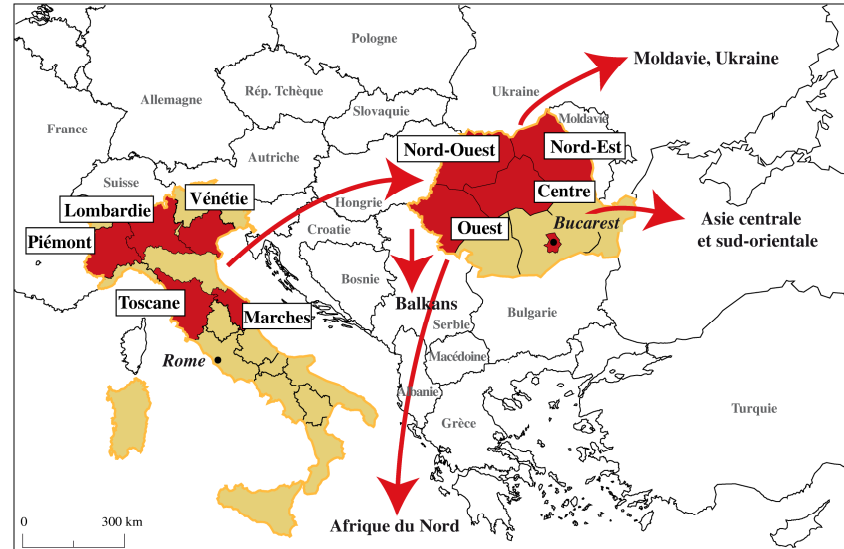 Pologne
Moldavie, Ukraine
Rép. Tchèque
Ukraine
Allemagne
Slovaquie
Moldavie
France
Nord-Ouest
Nord-Est
Autriche
Suisse
Vénétie
Centre
Lombardie
Hongrie
Bucarest
Asie centrale
et sud-orientale
Ouest
Piémont
Croatie
Bosnie
Toscane
Balkans
Marches
Bulgarie
Serble
Rome
Macédoine
Albanie
Turquie
Grèce
0
300 km
Afrique du Nord